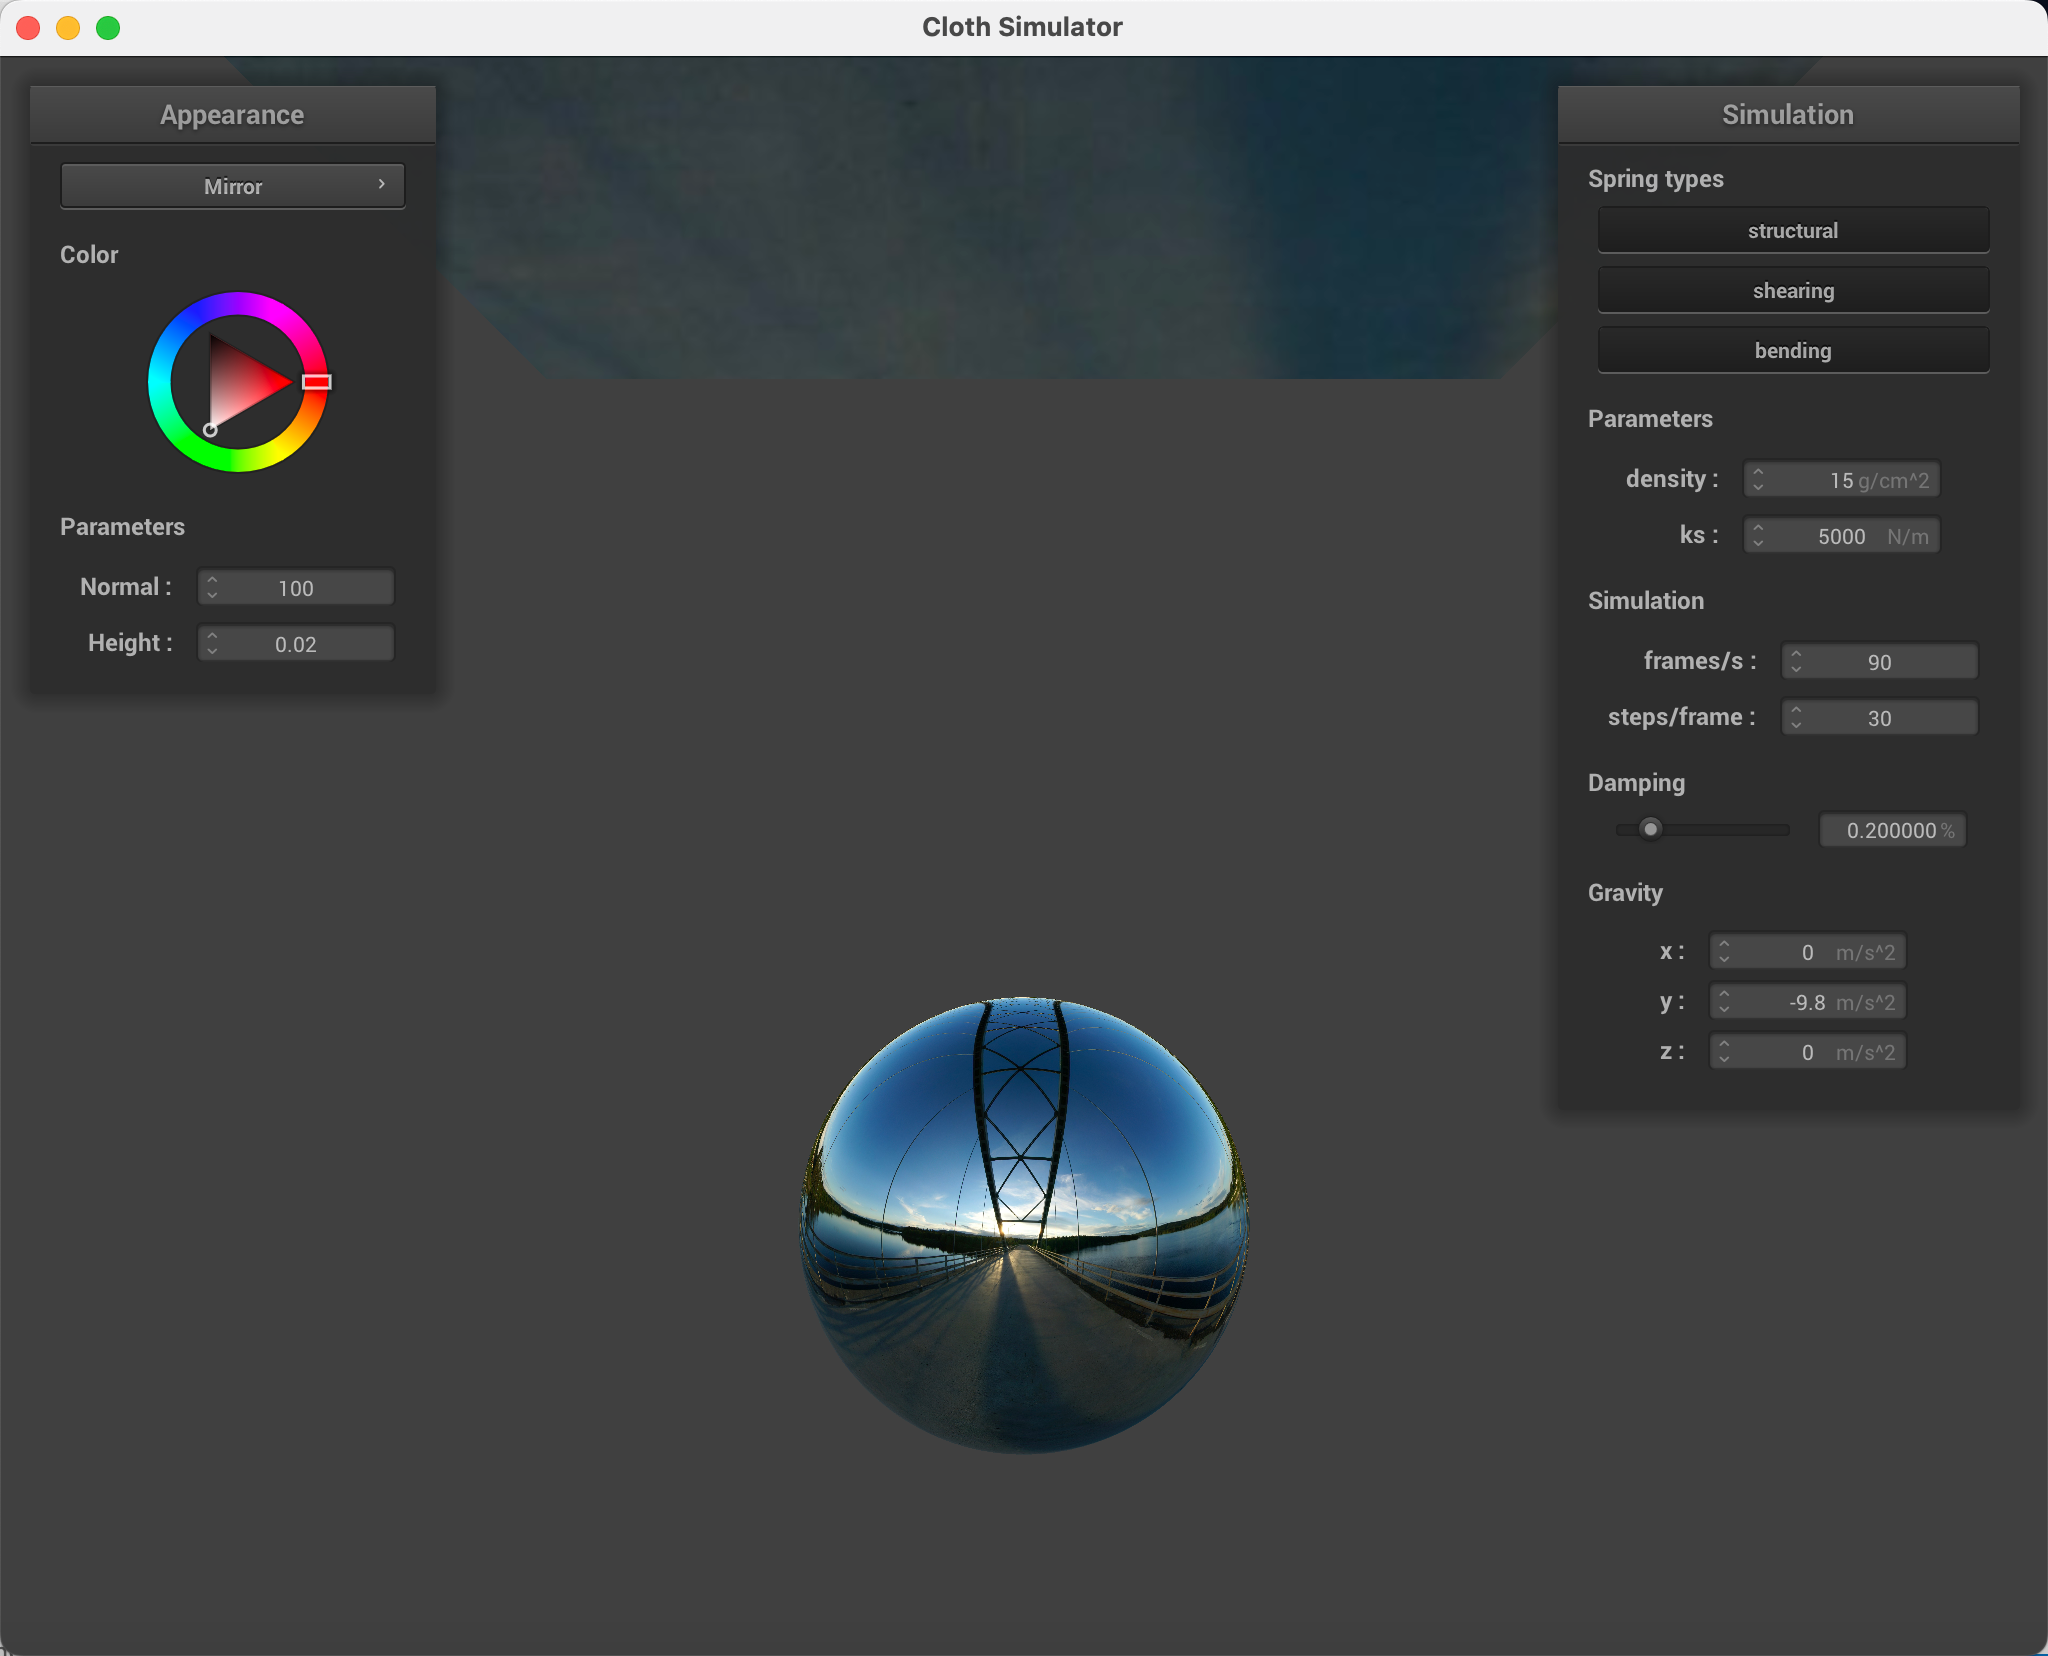 Cloth Simulator
Appearance
Mirror
Color
Parameters
Normal : 100
Height : 0.02
Simulation
Spring types
structural
shearing
bending
Parameters
density : 15 g/cm^2
ks : 5000 N/m
Simulation
frames/s : 90
steps/frame : 30
Damping
0.200000 %
Gravity
x : 0 m/s^2
y : -9.8 m/s^2
z : 0 m/s^2